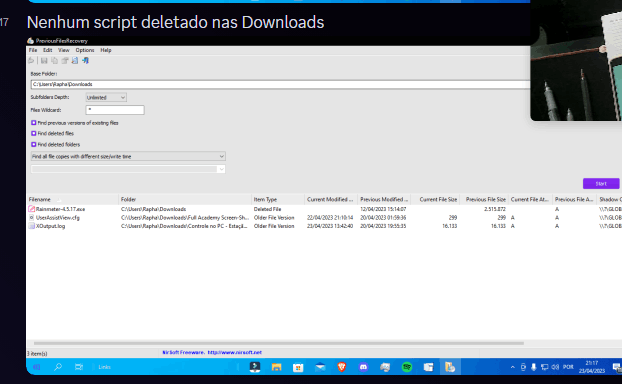 17 Nenhum script deletado nas Downloads
PreviousFilesRecovery
File Edit View Options Help
Base Folder:
C:\Users\Rapha\Downloads
Subfolders Depth: Unlimited
Files Wildcard: *
Find previous versions of existing files
Find deleted files
Find deleted folders
Find all file copies with different size/write time
...
Start
Filename Folder Item Type Current Modified ... Previous Modified ... Current File Size Previous File Size Current File At... Previous File A... Shadow C
Rainmeter-4.5.17.exe C:\Users\Rapha\Downloads Deleted File 12/04/2023 15:14:07 2.515.872 A \\?\GLOB
UserAssistView.cfg C:\Users\Rapha\Downloads\Full Academy Screen-Sh... Older File Version 22/04/2023 21:10:14 20/04/2023 01:59:36 299 299 A A \\?\GLOB
XOutput.log C:\Users\Rapha\Downloads\Controle no PC - Estaçã... Older File Version 23/04/2023 13:42:40 20/04/2023 19:55:35 16.133 16.133 A A \\?\GLOB
3 item(s) NirSoft Freeware. http://www.nirsoft.net
Links POR 21:17
23/04/2023